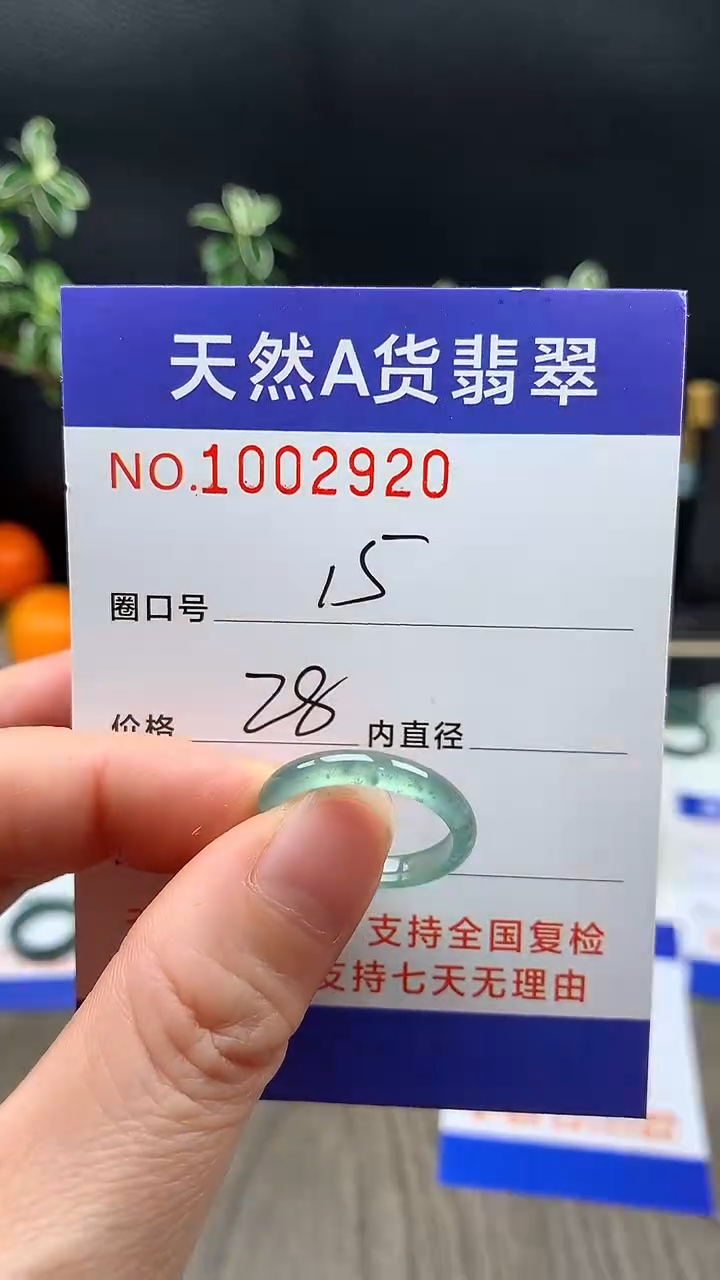 天然A货翡翠
NO.1002920
圈口号 15
价格 28 内直径
支持全国复检
支持七天无理由